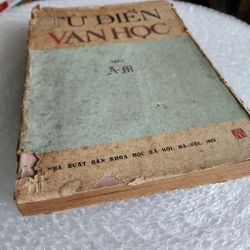 TỪ ĐIỂN
VĂN HỌC
TẬP I
A-M
NHÀ XUẤT BẢN KHOA HỌC XÃ HỘI, HÀ-NỘI, 1983